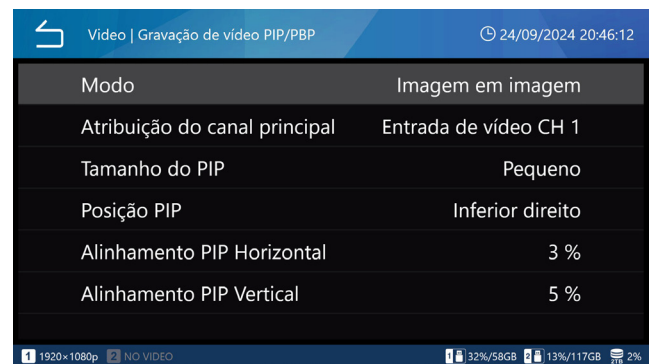 Video | Gravação de vídeo PIP/PBP 24/09/2024 20:46:12
Modo Imagem em imagem
Atribuição do canal principal Entrada de vídeo CH 1
Tamanho do PIP Pequeno
Posição PIP Inferior direito
Alinhamento PIP Horizontal 3 %
Alinhamento PIP Vertical 5 %
1 1920×1080p 2 NO VIDEO 1 32%/58GB 2 13%/117GB 2TB 2%